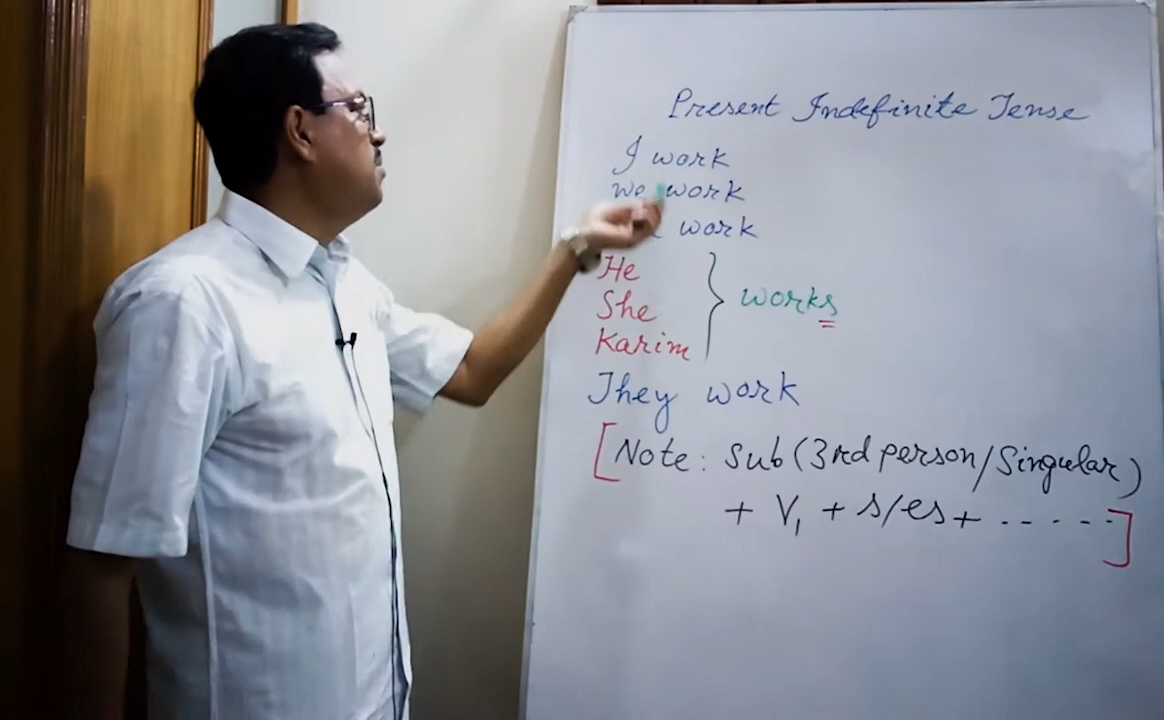 Present Indefinite Tense
I work
we work
work
He
She
Karim
} works
They work
[Note: Sub (3rd person/Singular)
+ V₁ + s/es + - - - - -]